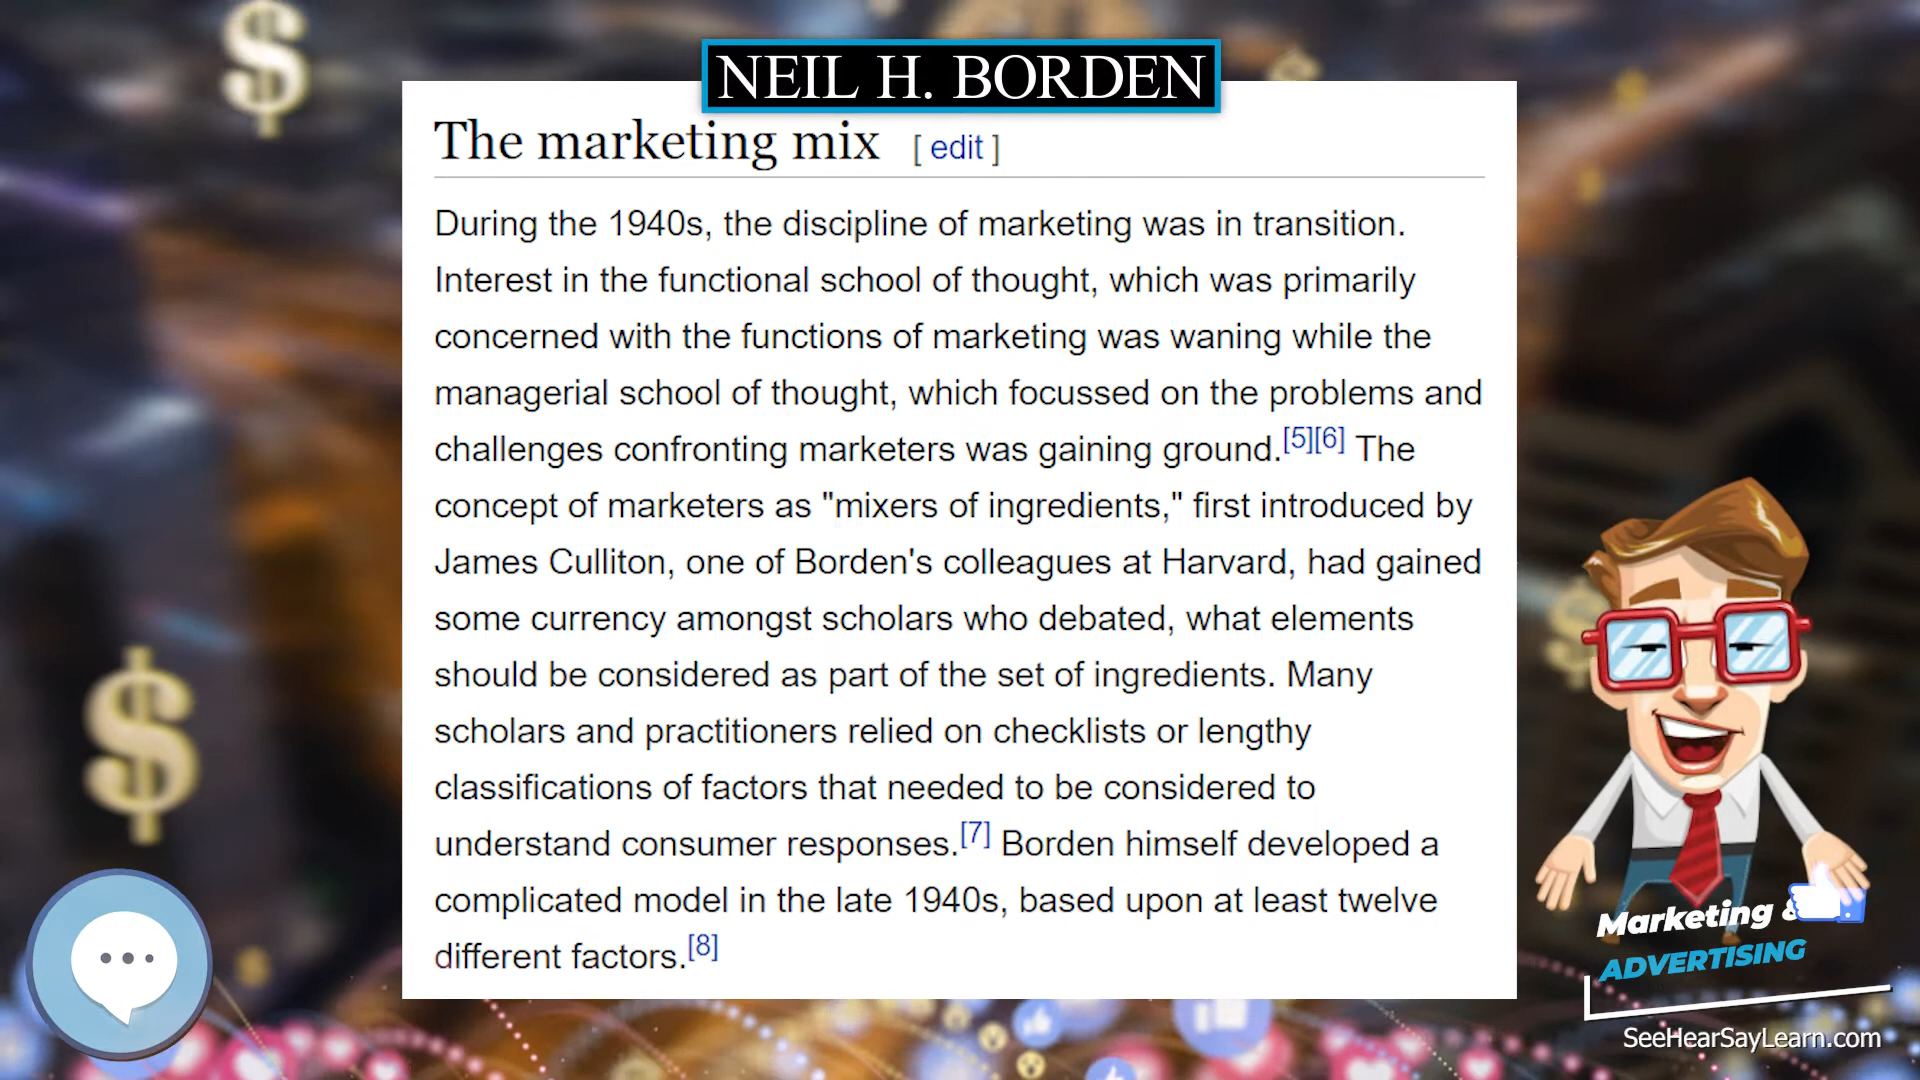 NEIL H. BORDEN
The marketing mix [ edit ]
During the 1940s, the discipline of marketing was in transition.
Interest in the functional school of thought, which was primarily
concerned with the functions of marketing was waning while the
managerial school of thought, which focussed on the problems and
challenges confronting marketers was gaining ground.[5][6] The
concept of marketers as "mixers of ingredients," first introduced by
James Culliton, one of Borden's colleagues at Harvard, had gained
some currency amongst scholars who debated, what elements
should be considered as part of the set of ingredients. Many
scholars and practitioners relied on checklists or lengthy
classifications of factors that needed to be considered to
understand consumer responses.[7] Borden himself developed a
complicated model in the late 1940s, based upon at least twelve
different factors.[8]
Marketing &
ADVERTISING
SeeHearSayLearn.com